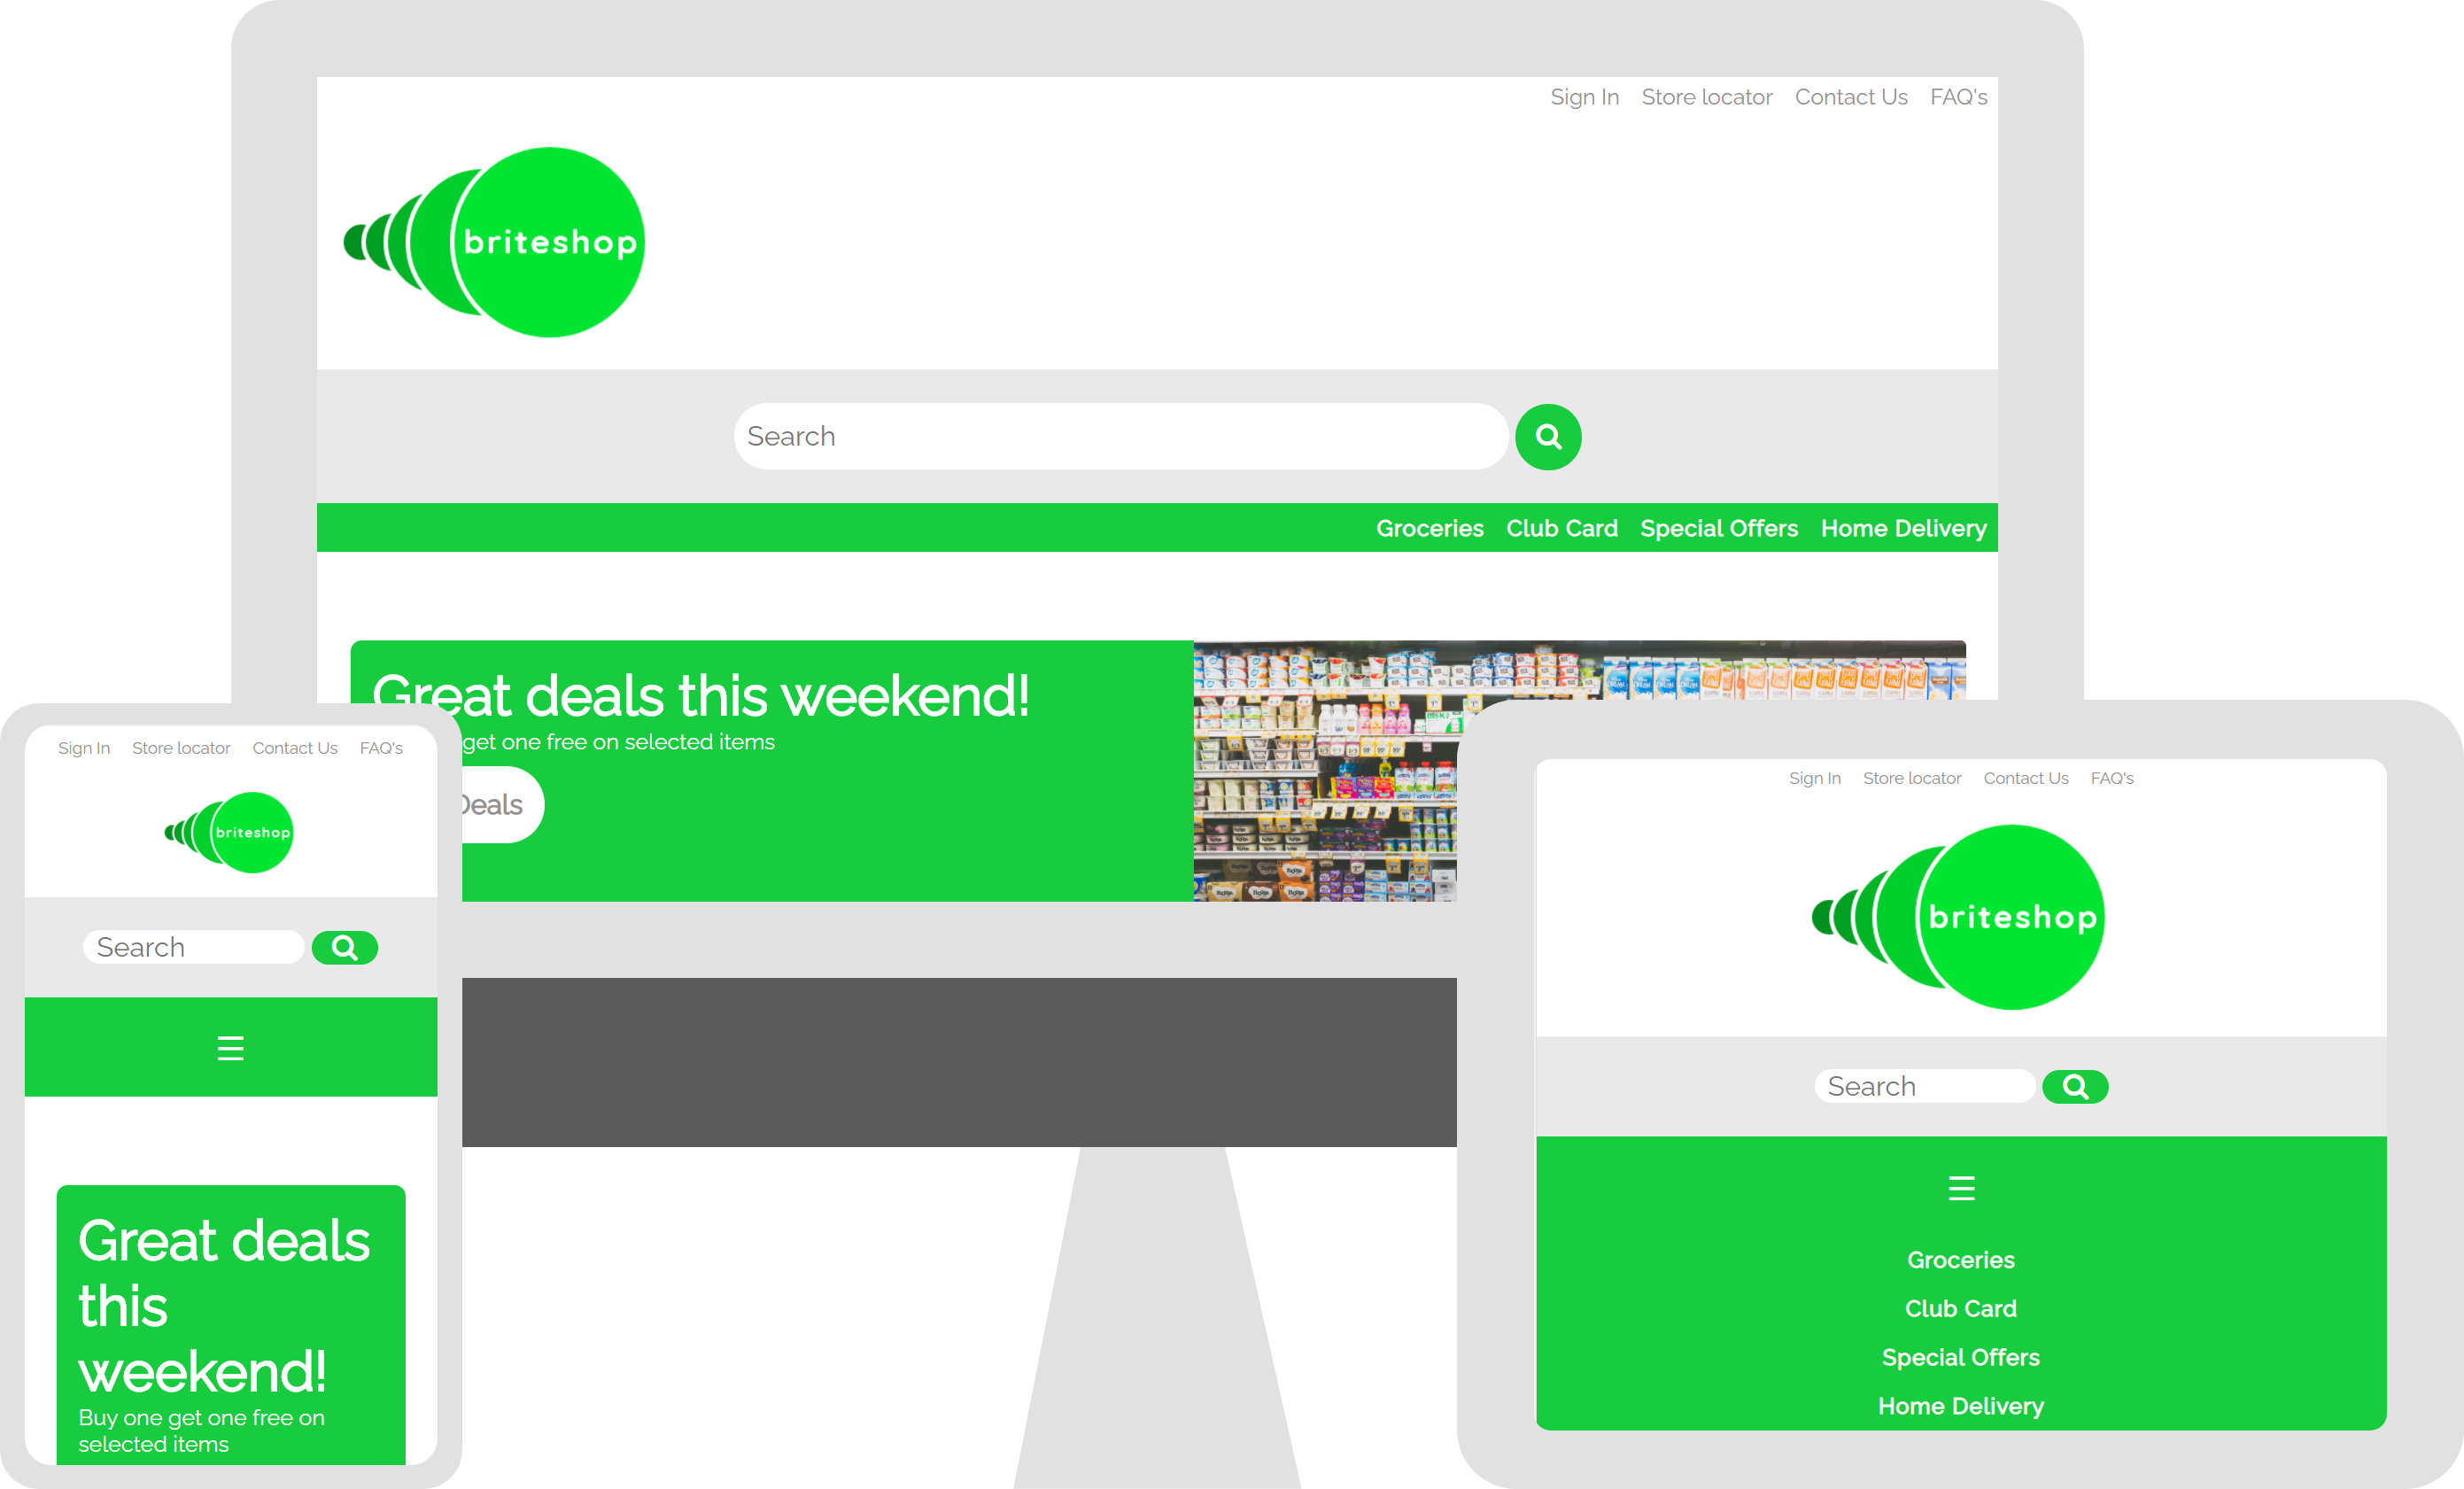 Sign In Store locator Contact Us FAQ's
briteshop
Search
Groceries Club Card Special Offers Home Delivery
Great deals this weekend!
get one free on selected items
Deals
Sign In Store locator Contact Us FAQ's
briteshop
Search
Great deals
this
weekend!
Buy one get one free on
selected items
Sign In Store locator Contact Us FAQ's
briteshop
Search
Groceries
Club Card
Special Offers
Home Delivery